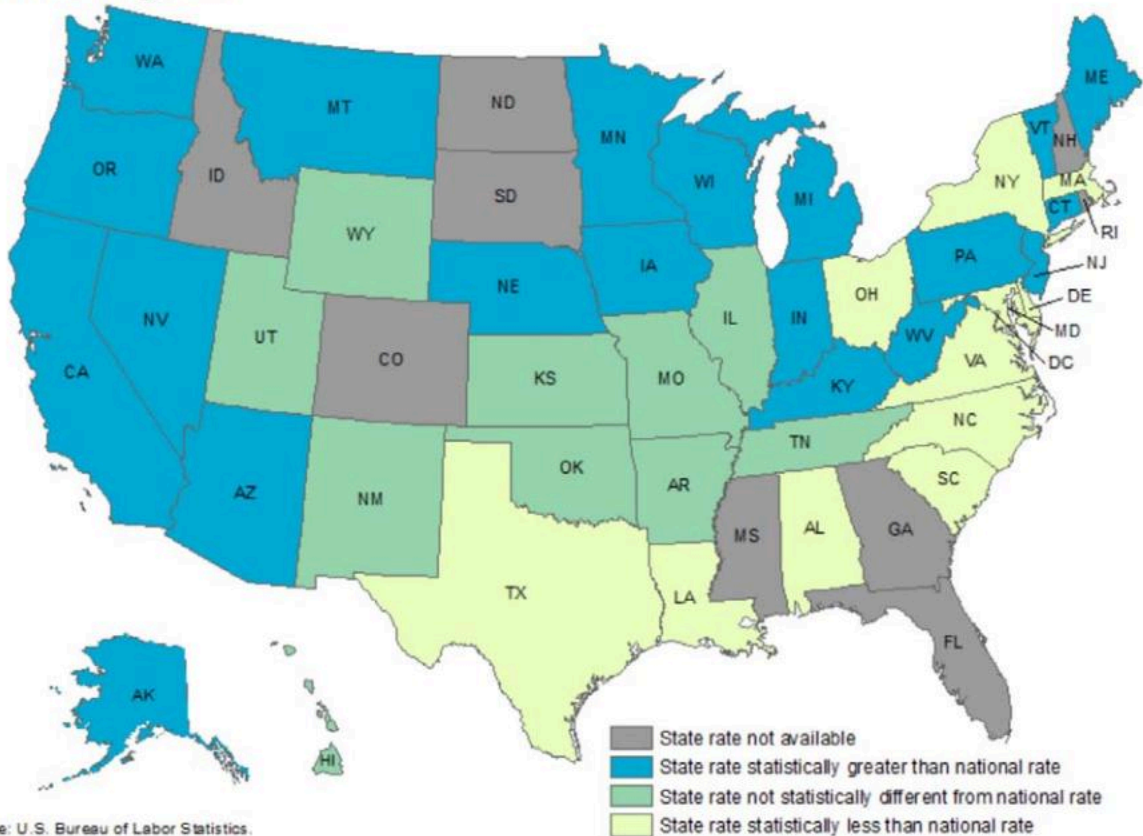 WA
MT
ND
MN
ME
VT
NH
OR
ID
SD
WI
MI
NY
MA
CT
RI
WY
IA
PA
NJ
NE
OH
DE
NV
UT
IL
IN
WV
MD
CA
CO
KS
MO
KY
VA
DC
NC
TN
AZ
NM
OK
AR
SC
MS
AL
GA
TX
LA
FL
AK
HI
State rate not available
State rate statistically greater than national rate
State rate not statistically different from national rate
State rate statistically less than national rate
e: U.S. Bureau of Labor Statistics.